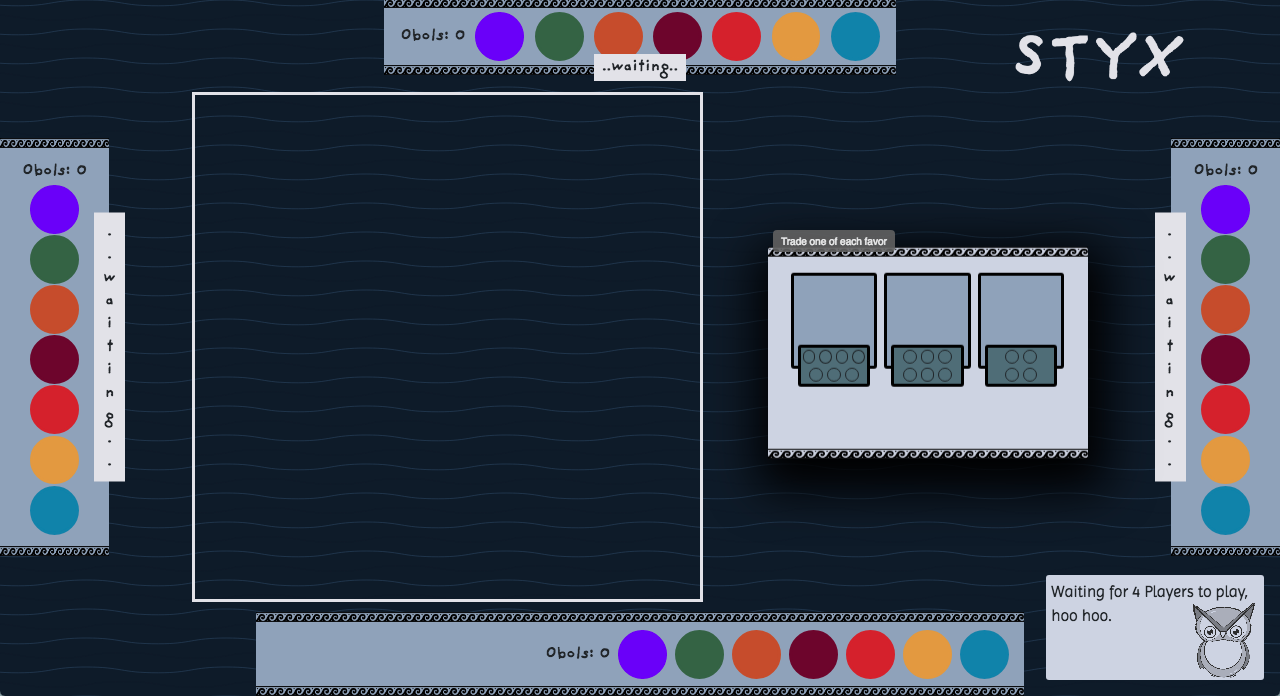 Obols: 0
..waiting..
STYX
Obols: 0
..waiting..
Trade one of each favor
Obols: 0
..waiting..
Obols: 0
Waiting for 4 Players to play,
hoo hoo.